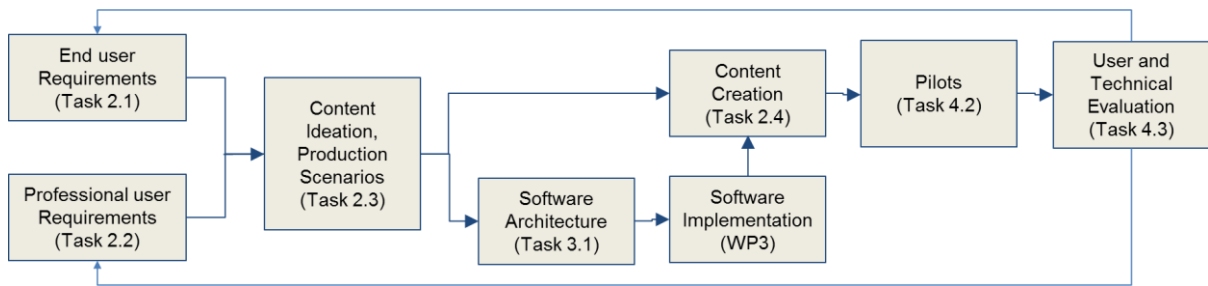 End user
Requirements
(Task 2.1)
Professional user
Requirements
(Task 2.2)
Content
Ideation,
Production
Scenarios
(Task 2.3)
Software
Architecture
(Task 3.1)
Software
Implementation
(WP3)
Content
Creation
(Task 2.4)
Pilots
(Task 4.2)
User and
Technical
Evaluation
(Task 4.3)